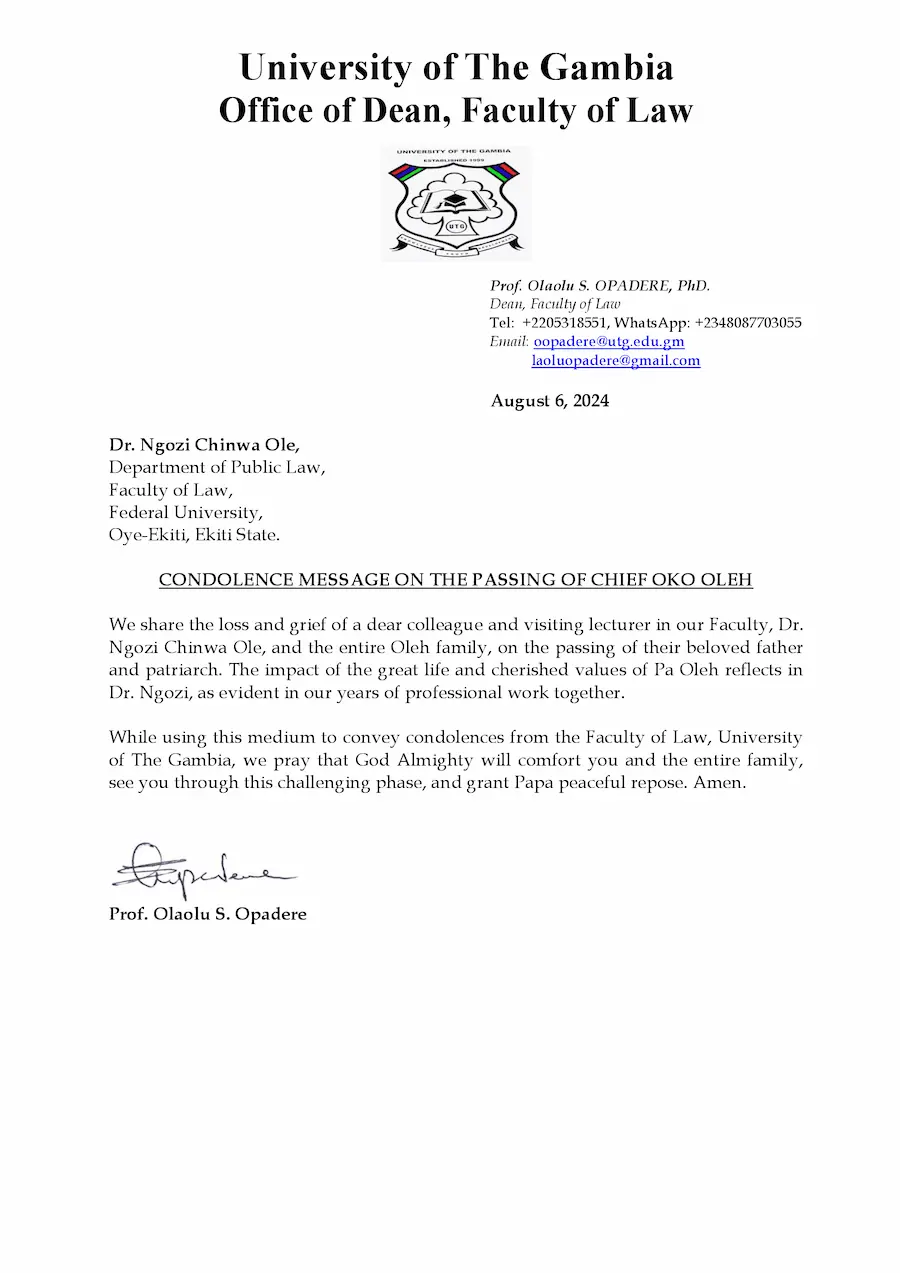 University of The Gambia
Office of Dean, Faculty of Law
UNIVERSITY OF THE GAMBIA
ESTABLISHED 1999
UTG
Prof. Olaolu S. OPADERE, PhD.
Dean, Faculty of Law
Tel: +2205318551, WhatsApp: +2348087703055
Email: oopadere@utg.edu.gm
laoluopadere@gmail.com
August 6, 2024
Dr. Ngozi Chinwa Ole,
Department of Public Law,
Faculty of Law,
Federal University,
Oye-Ekiti, Ekiti State.
CONDOLENCE MESSAGE ON THE PASSING OF CHIEF OKO OLEH
We share the loss and grief of a dear colleague and visiting lecturer in our Faculty, Dr.
Ngozi Chinwa Ole, and the entire Oleh family, on the passing of their beloved father
and patriarch. The impact of the great life and cherished values of Pa Oleh reflects in
Dr. Ngozi, as evident in our years of professional work together.
While using this medium to convey condolences from the Faculty of Law, University
of The Gambia, we pray that God Almighty will comfort you and the entire family,
see you through this challenging phase, and grant Papa peaceful repose. Amen.
Prof. Olaolu S. Opadere